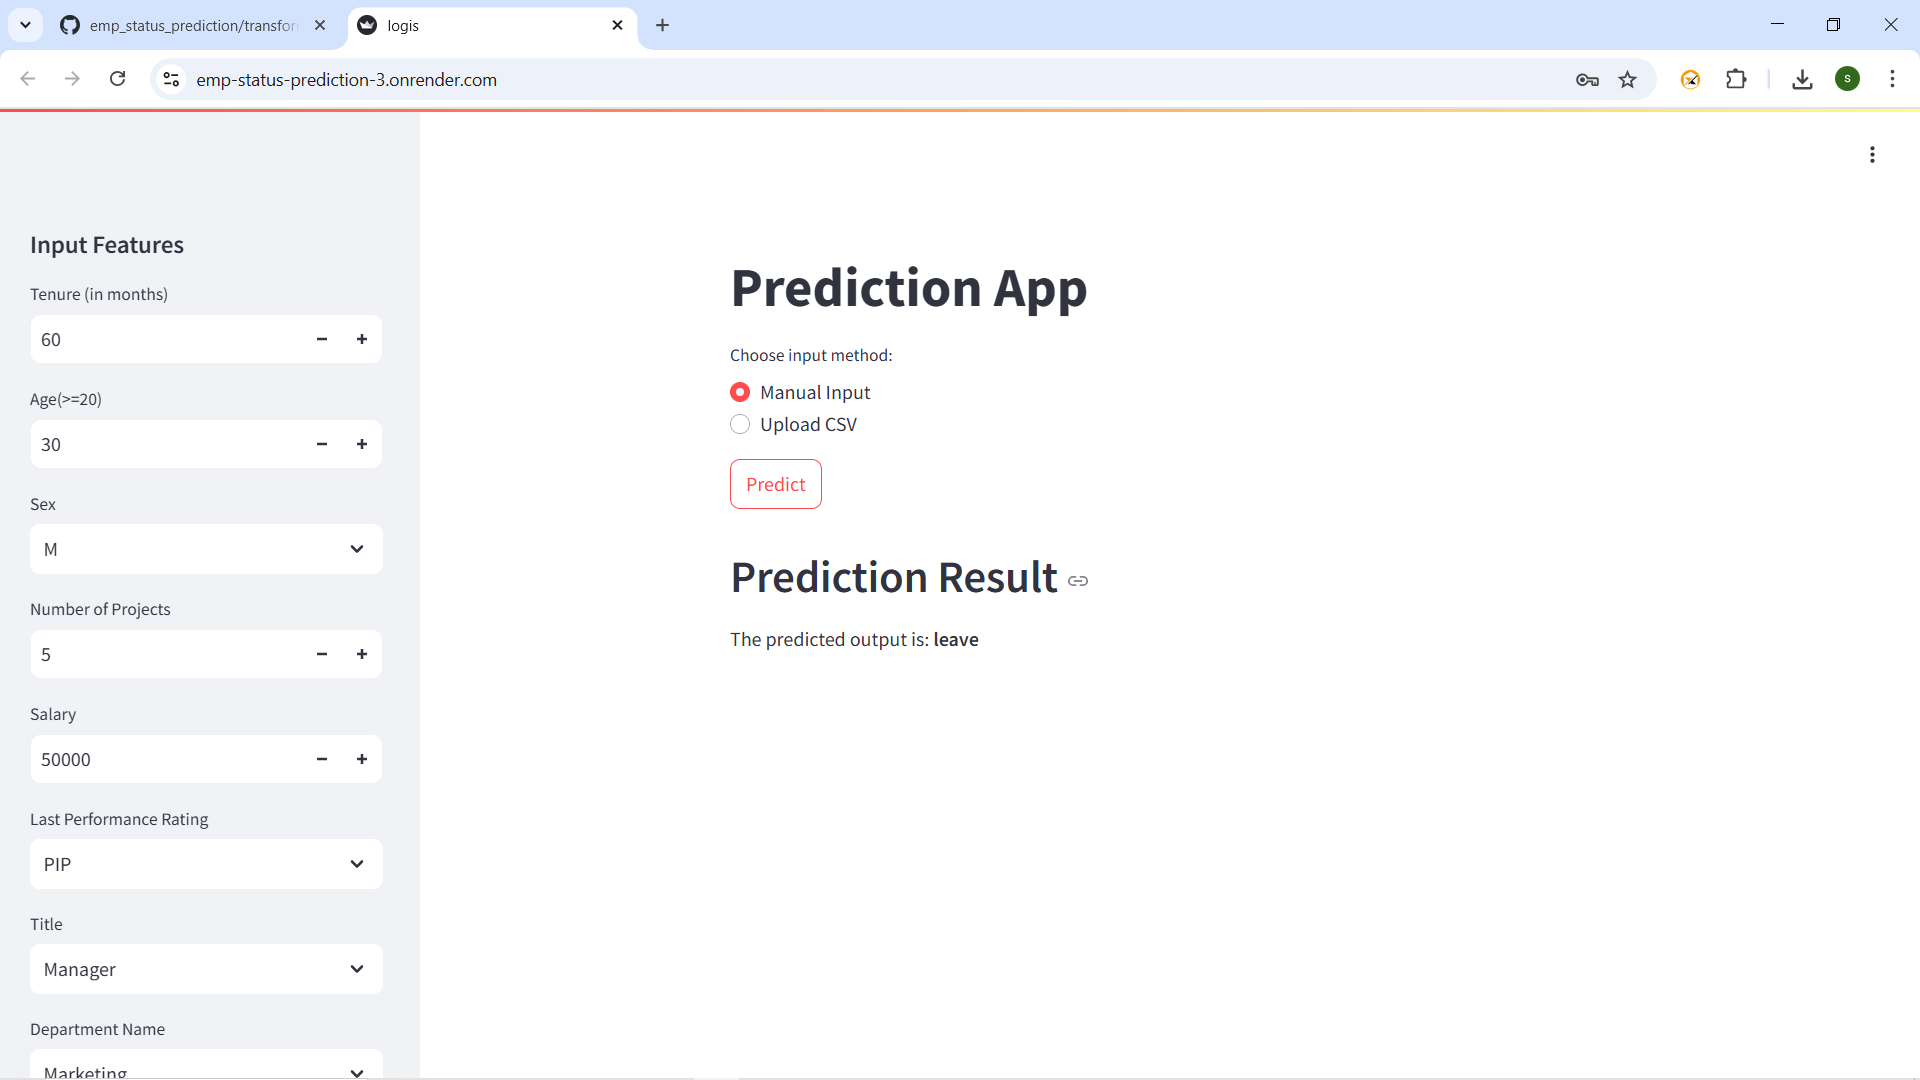 emp_status_prediction/transfor
logis
emp-status-prediction-3.onrender.com
S
Input Features
Tenure (in months)
60
Age(>=20)
30
Sex
M
Number of Projects
5
Salary
50000
Last Performance Rating
PIP
Title
Manager
Department Name
Marketing
Prediction App
Choose input method:
Manual Input
Upload CSV
Predict
Prediction Result
The predicted output is: leave